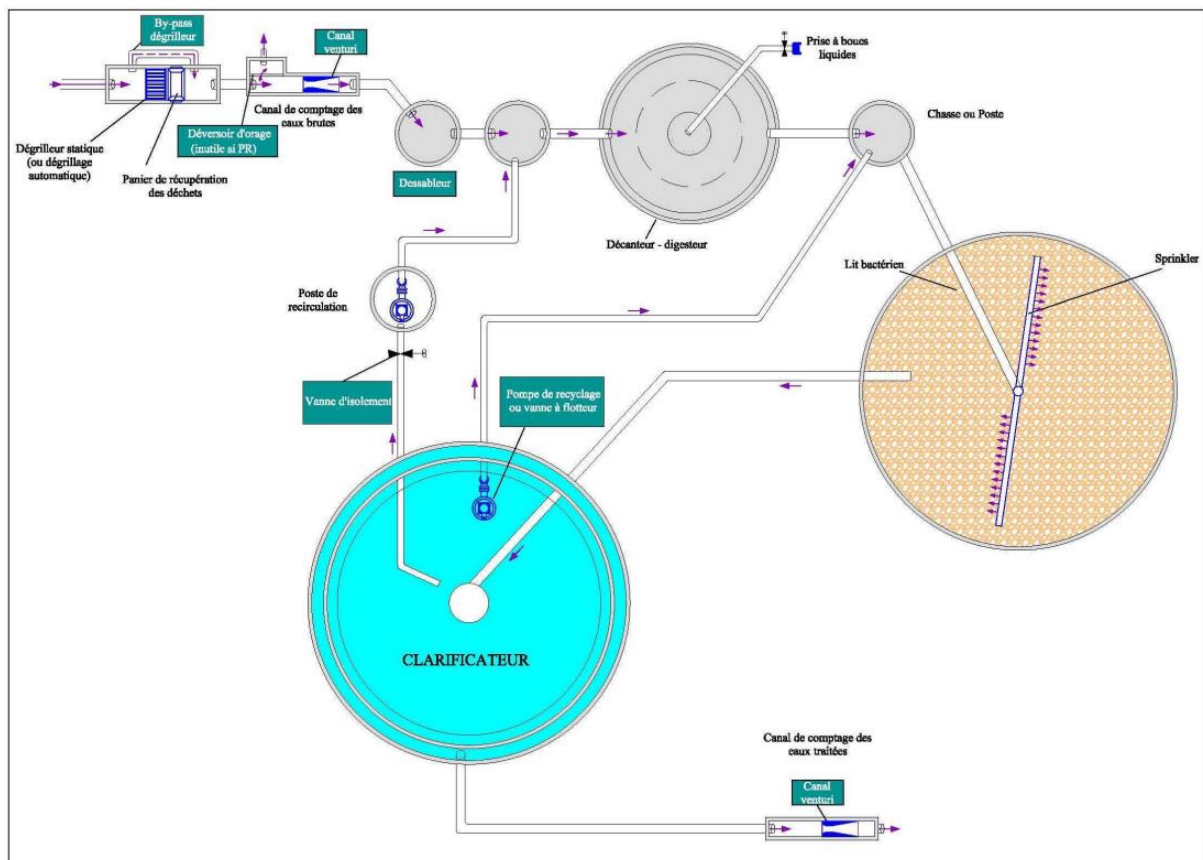 By-pass
dégrilleur
Canal
venturi
Prise à boues
liquides
Canal de comptage des
eaux brutes
Chasse ou Poste
Déversoir d'orage
(inutile si PR)
Dégrilleur statique
(ou dégrillage
automatique)
Panier de récupération
des déchets
Dessableur
Décanteur - digesteur
Lit bactérien
Sprinkler
Poste de
recirculation
Vanne d'isolement
Pompe de recyclage
ou vanne à flotteur
CLARIFICATEUR
Canal de comptage des
eaux traitées
Canal
venturi